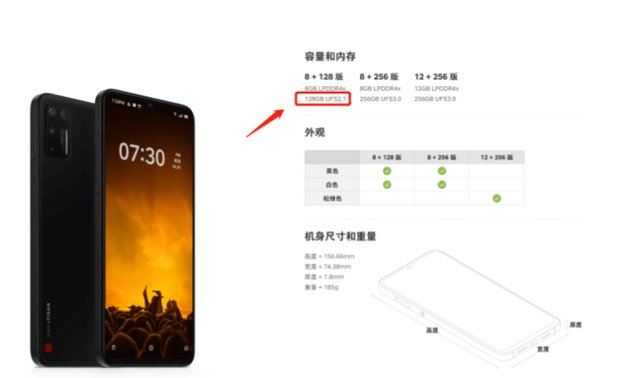 容量和内存
8 + 128 版 8 + 256 版 12 + 256 版
8GB LPDDR4x 8GB LPDDR4x 12GB LPDDR4x
128GB UFS2.1 256GB UFS3.0 256GB UFS3.0
外观
8 + 128 版 8 + 256 版 12 + 256 版
黑色
白色
松绿色
机身尺寸和重量
高度 = 156.66mm
宽度 = 74.38mm
厚度 = 7.8mm
重量 = 185g
高度
宽度
厚度
7:30PM
07:30
PM